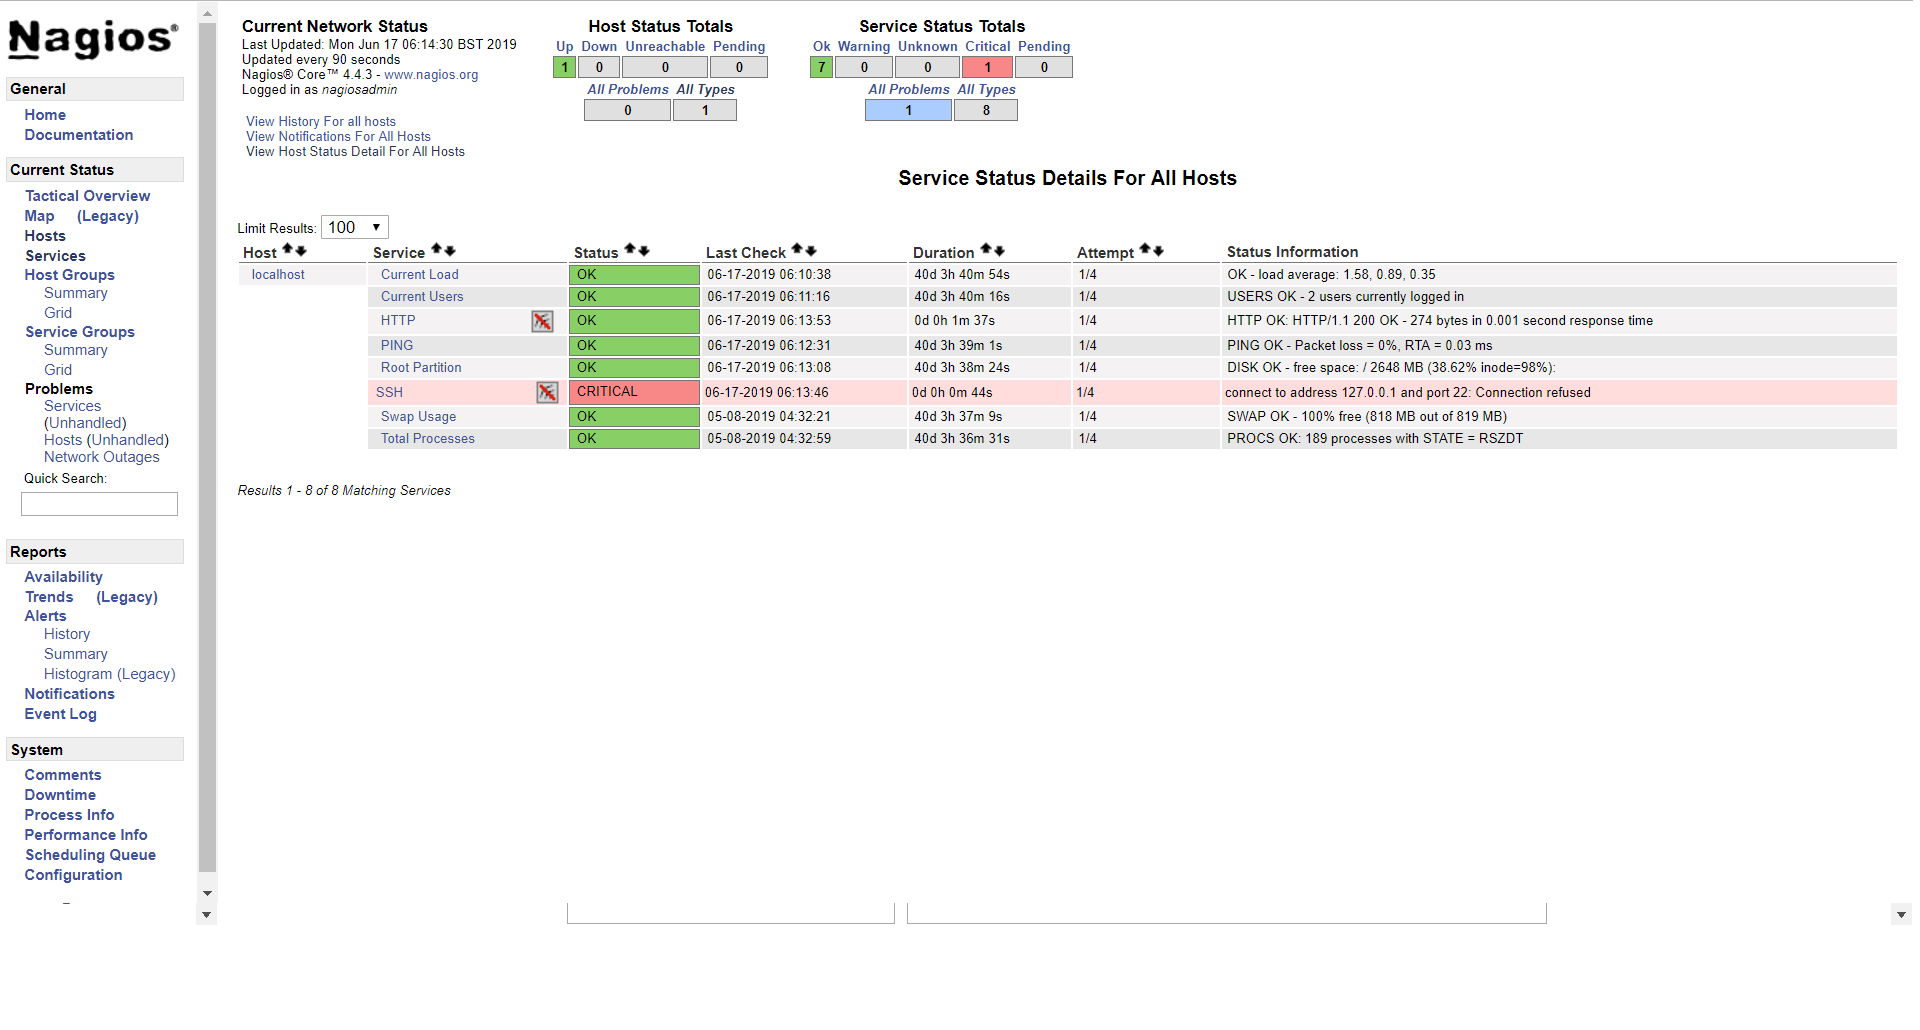 Nagios®
General
Home
Documentation
Current Status
Tactical Overview
Map (Legacy)
Hosts
Services
Host Groups
Summary
Grid
Service Groups
Summary
Grid
Problems
Services
(Unhandled)
Hosts (Unhandled)
Network Outages
Quick Search:
Reports
Availability
Trends (Legacy)
Alerts
History
Summary
Histogram (Legacy)
Notifications
Event Log
System
Comments
Downtime
Process Info
Performance Info
Scheduling Queue
Configuration
Current Network Status
Last Updated: Mon Jun 17 06:14:30 BST 2019
Updated every 90 seconds
Nagios® Core™ 4.4.3 - www.nagios.org
Logged in as nagiosadmin
View History For all hosts
View Notifications For All Hosts
View Host Status Detail For All Hosts
Host Status Totals
Up Down Unreachable Pending
1 0 0 0
All Problems All Types
0 1
Service Status Totals
Ok Warning Unknown Critical Pending
7 0 0 1 0
All Problems All Types
1 8
Service Status Details For All Hosts
Limit Results: 100
Host Service Status Last Check Duration Attempt Status Information
localhost Current Load OK 06-17-2019 06:10:38 40d 3h 40m 54s 1/4 OK - load average: 1.58, 0.89, 0.35
Current Users OK 06-17-2019 06:11:16 40d 3h 40m 16s 1/4 USERS OK - 2 users currently logged in
HTTP OK 06-17-2019 06:13:53 0d 0h 1m 37s 1/4 HTTP OK: HTTP/1.1 200 OK - 274 bytes in 0.001 second response time
PING OK 06-17-2019 06:12:31 40d 3h 39m 1s 1/4 PING OK - Packet loss = 0%, RTA = 0.03 ms
Root Partition OK 06-17-2019 06:13:08 40d 3h 38m 24s 1/4 DISK OK - free space: / 2648 MB (38.62% inode=98%):
SSH CRITICAL 06-17-2019 06:13:46 0d 0h 0m 44s 1/4 connect to address 127.0.0.1 and port 22: Connection refused
Swap Usage OK 05-08-2019 04:32:21 40d 3h 37m 9s 1/4 SWAP OK - 100% free (818 MB out of 819 MB)
Total Processes OK 05-08-2019 04:32:59 40d 3h 36m 31s 1/4 PROCS OK: 189 processes with STATE = RSZDT
Results 1 - 8 of 8 Matching Services